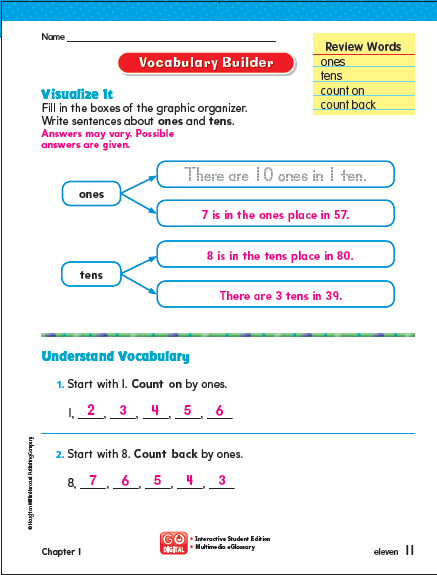 Name
Vocabulary Builder
Review Words
ones
tens
count on
count back
Visualize It
Fill in the boxes of the graphic organizer.
Write sentences about ones and tens.
Answers may vary. Possible
answers are given.
ones
There are 10 ones in 1 ten.
7 is in the ones place in 57.
tens
8 is in the tens place in 80.
There are 3 tens in 39.
Understand Vocabulary
1. Start with 1. Count on by ones.
1, 2, 3, 4, 5, 6
2. Start with 8. Count back by ones.
8, 7, 6, 5, 4, 3
© Houghton Mifflin Harcourt Publishing Company
Chapter 1
GO DIGITAL
• Interactive Student Edition
• Multimedia eGlossary
eleven 11